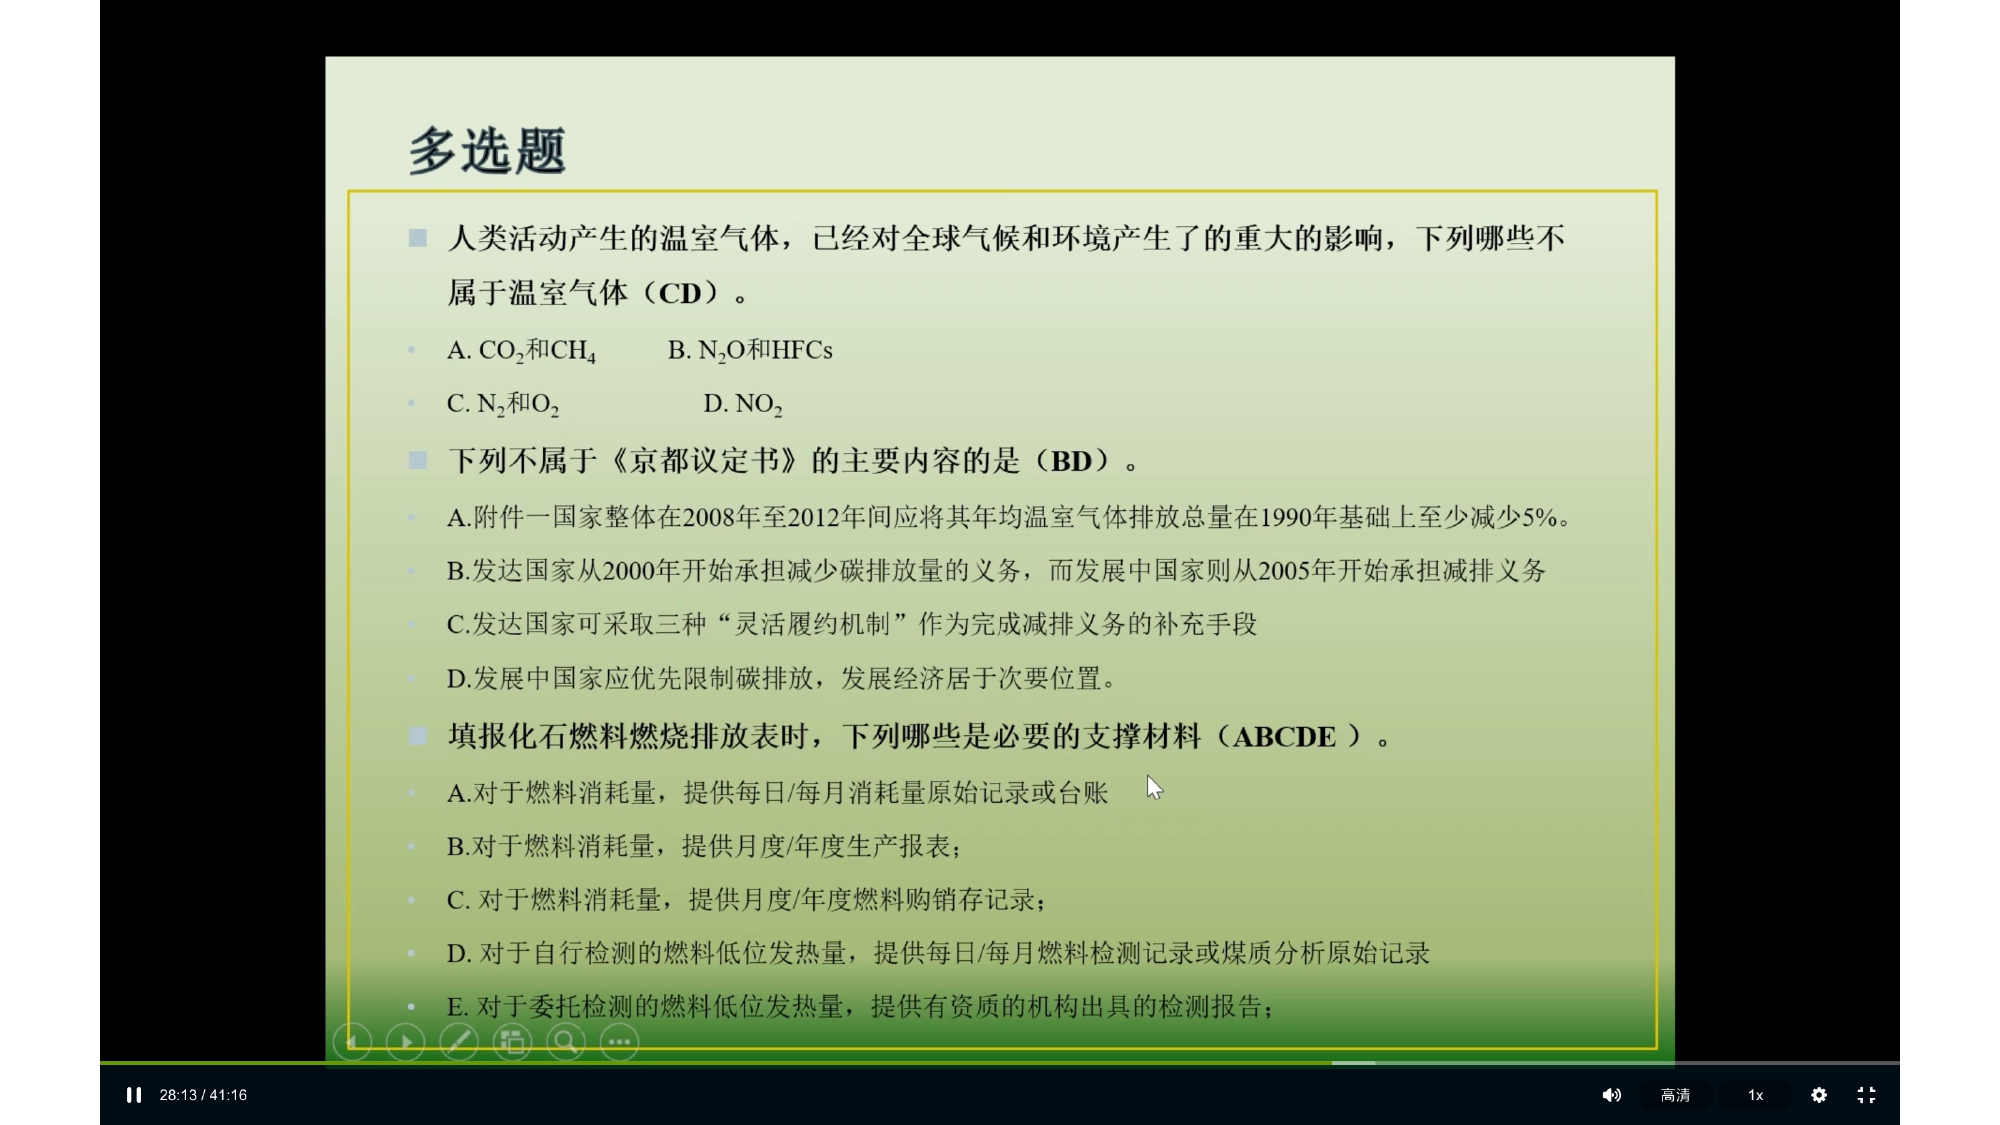 多选题
人类活动产生的温室气体，已经对全球气候和环境产生了的重大的影响，下列哪些不
属于温室气体（CD）。
A. CO₂和CH₄ B. N₂O和HFCs
C. N₂和O₂ D. NO₂
下列不属于《京都议定书》的主要内容的是（BD）。
A.附件一国家整体在2008年至2012年间应将其年均温室气体排放总量在1990年基础上至少减少5%。
B.发达国家从2000年开始承担减少碳排放量的义务，而发展中国家则从2005年开始承担减排义务
C.发达国家可采取三种“灵活履约机制”作为完成减排义务的补充手段
D.发展中国家应优先限制碳排放，发展经济居于次要位置。
填报化石燃料燃烧排放表时，下列哪些是必要的支撑材料（ABCDE ）。
A.对于燃料消耗量，提供每日/每月消耗量原始记录或台账
B.对于燃料消耗量，提供月度/年度生产报表；
C. 对于燃料消耗量，提供月度/年度燃料购销存记录；
D. 对于自行检测的燃料低位发热量，提供每日/每月燃料检测记录或煤质分析原始记录
E. 对于委托检测的燃料低位发热量，提供有资质的机构出具的检测报告；
28:13 / 41:16 高清 1x